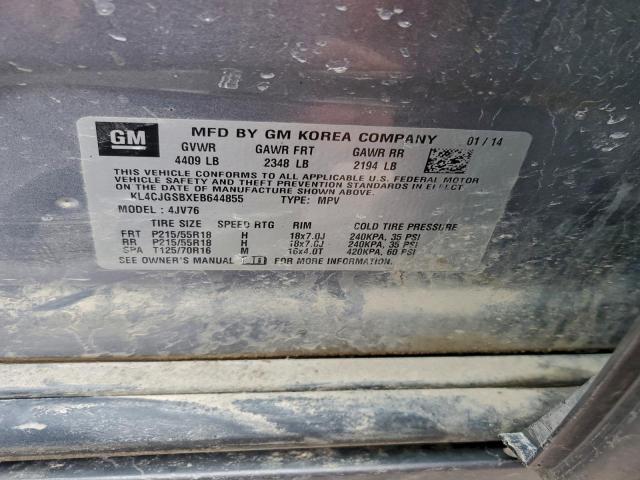 GM MFD BY GM KOREA COMPANY 01 / 14
GVWR GAWR FRT GAWR RR
4409 LB 2348 LB 2194 LB
THIS VEHICLE CONFORMS TO ALL APPLICABLE U.S. FEDERAL MOTOR
VEHICLE SAFETY, BUMPER, AND THEFT PREVENTION STANDARDS IN EFFECT
ON THE DATE OF MANUFACTURE SHOWN ABOVE.
KL4CJGSBXEB644855 TYPE: MPV
MODEL : 4JV76
TIRE SIZE SPEED RTG RIM COLD TIRE PRESSURE
FRT P215/55R18 H 18x7.0J 240KPA, 35 PSI
RR P215/55R18 H 18x7.0J 240KPA, 35 PSI
SPA T125/70R16 M 16x4.0T 420KPA, 60 PSI
SEE OWNER'S MANUAL FOR MORE INFORMATION.